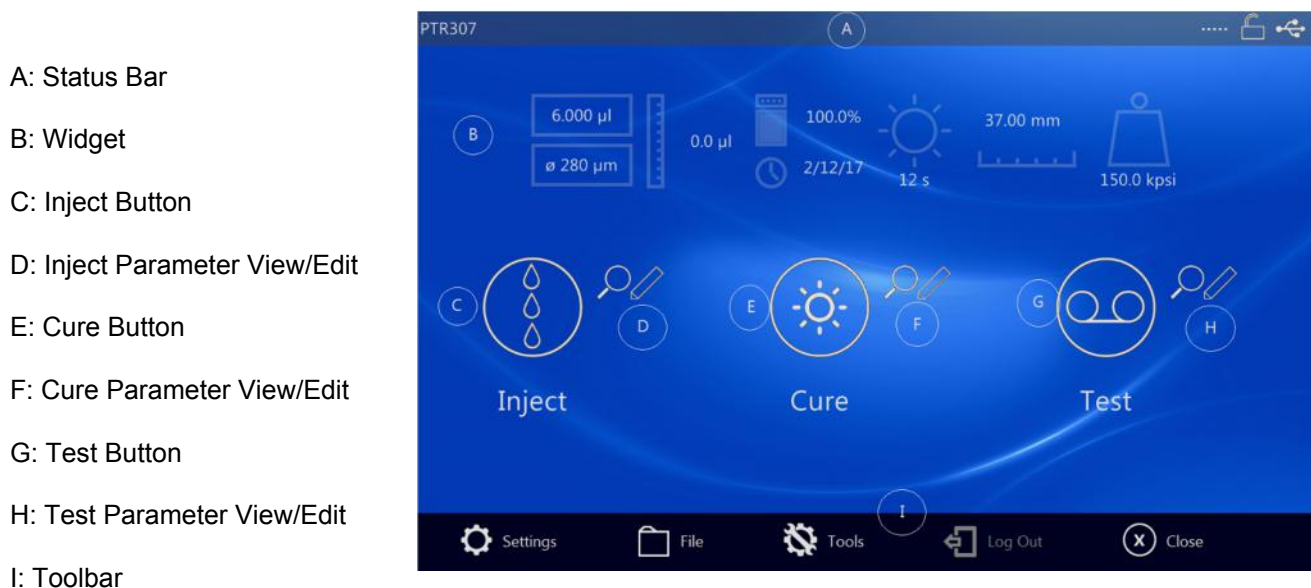 A: Status Bar
B: Widget
C: Inject Button
D: Inject Parameter View/Edit
E: Cure Button
F: Cure Parameter View/Edit
G: Test Button
H: Test Parameter View/Edit
I: Toolbar
PTR307
A
B
6.000 µl
ø 280 µm
0.0 µl
100.0%
2/12/17
12 s
37.00 mm
150.0 kpsi
C
D
E
F
G
H
Inject
Cure
Test
I
Settings
File
Tools
Log Out
X
Close